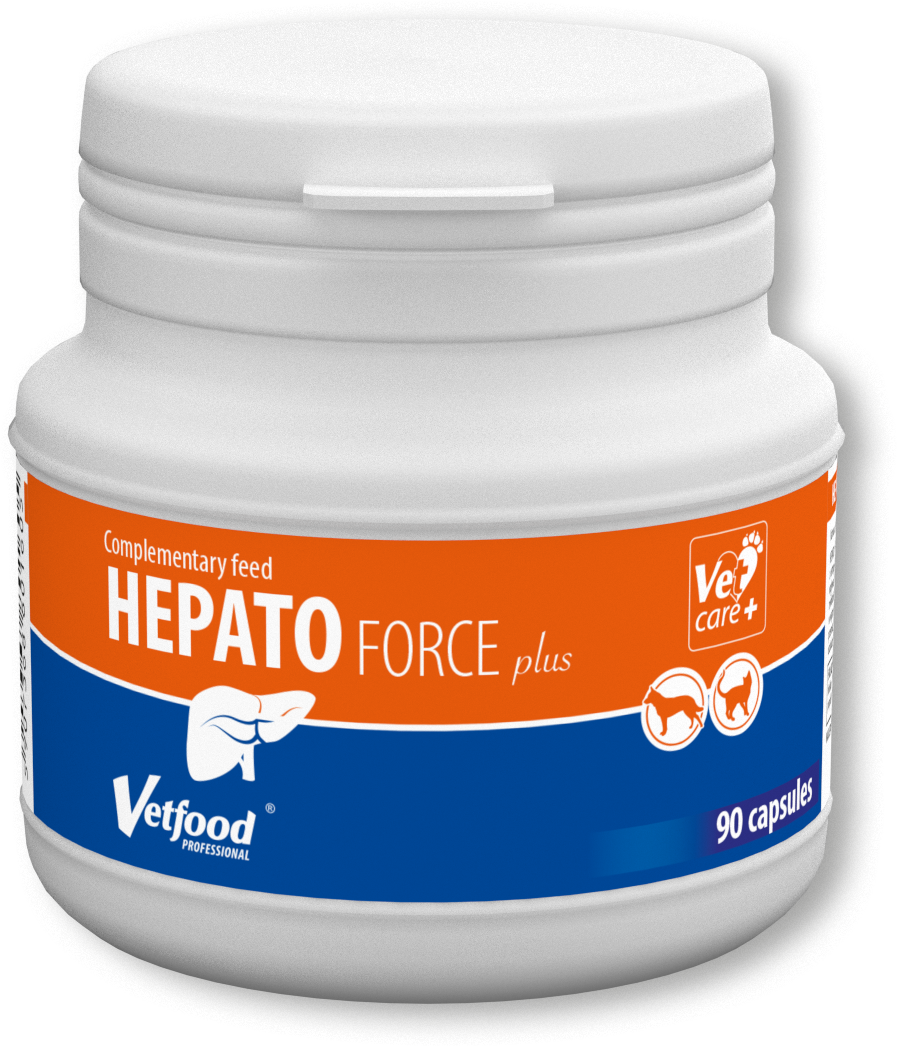 Complementary feed
HEPATO FORCE plus
Vet
care +
Vetfood ®
PROFESSIONAL
90 capsules